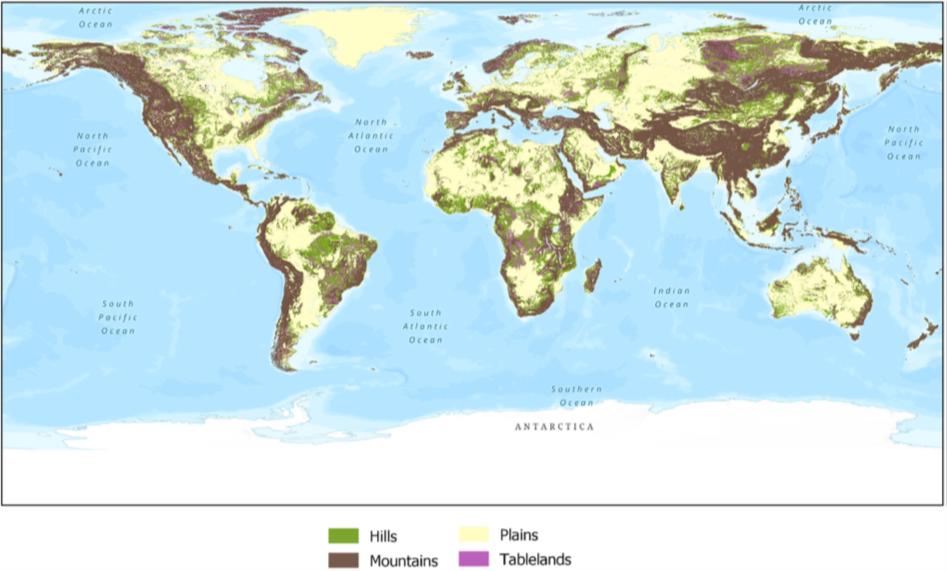 Arctic
Ocean
Arctic
Ocean
North
Pacific
Ocean
North
Atlantic
Ocean
North
Pacific
Ocean
South
Pacific
Ocean
South
Atlantic
Ocean
Indian
Ocean
Southern
Ocean
ANTARCTICA
Hills
Plains
Mountains
Tablelands